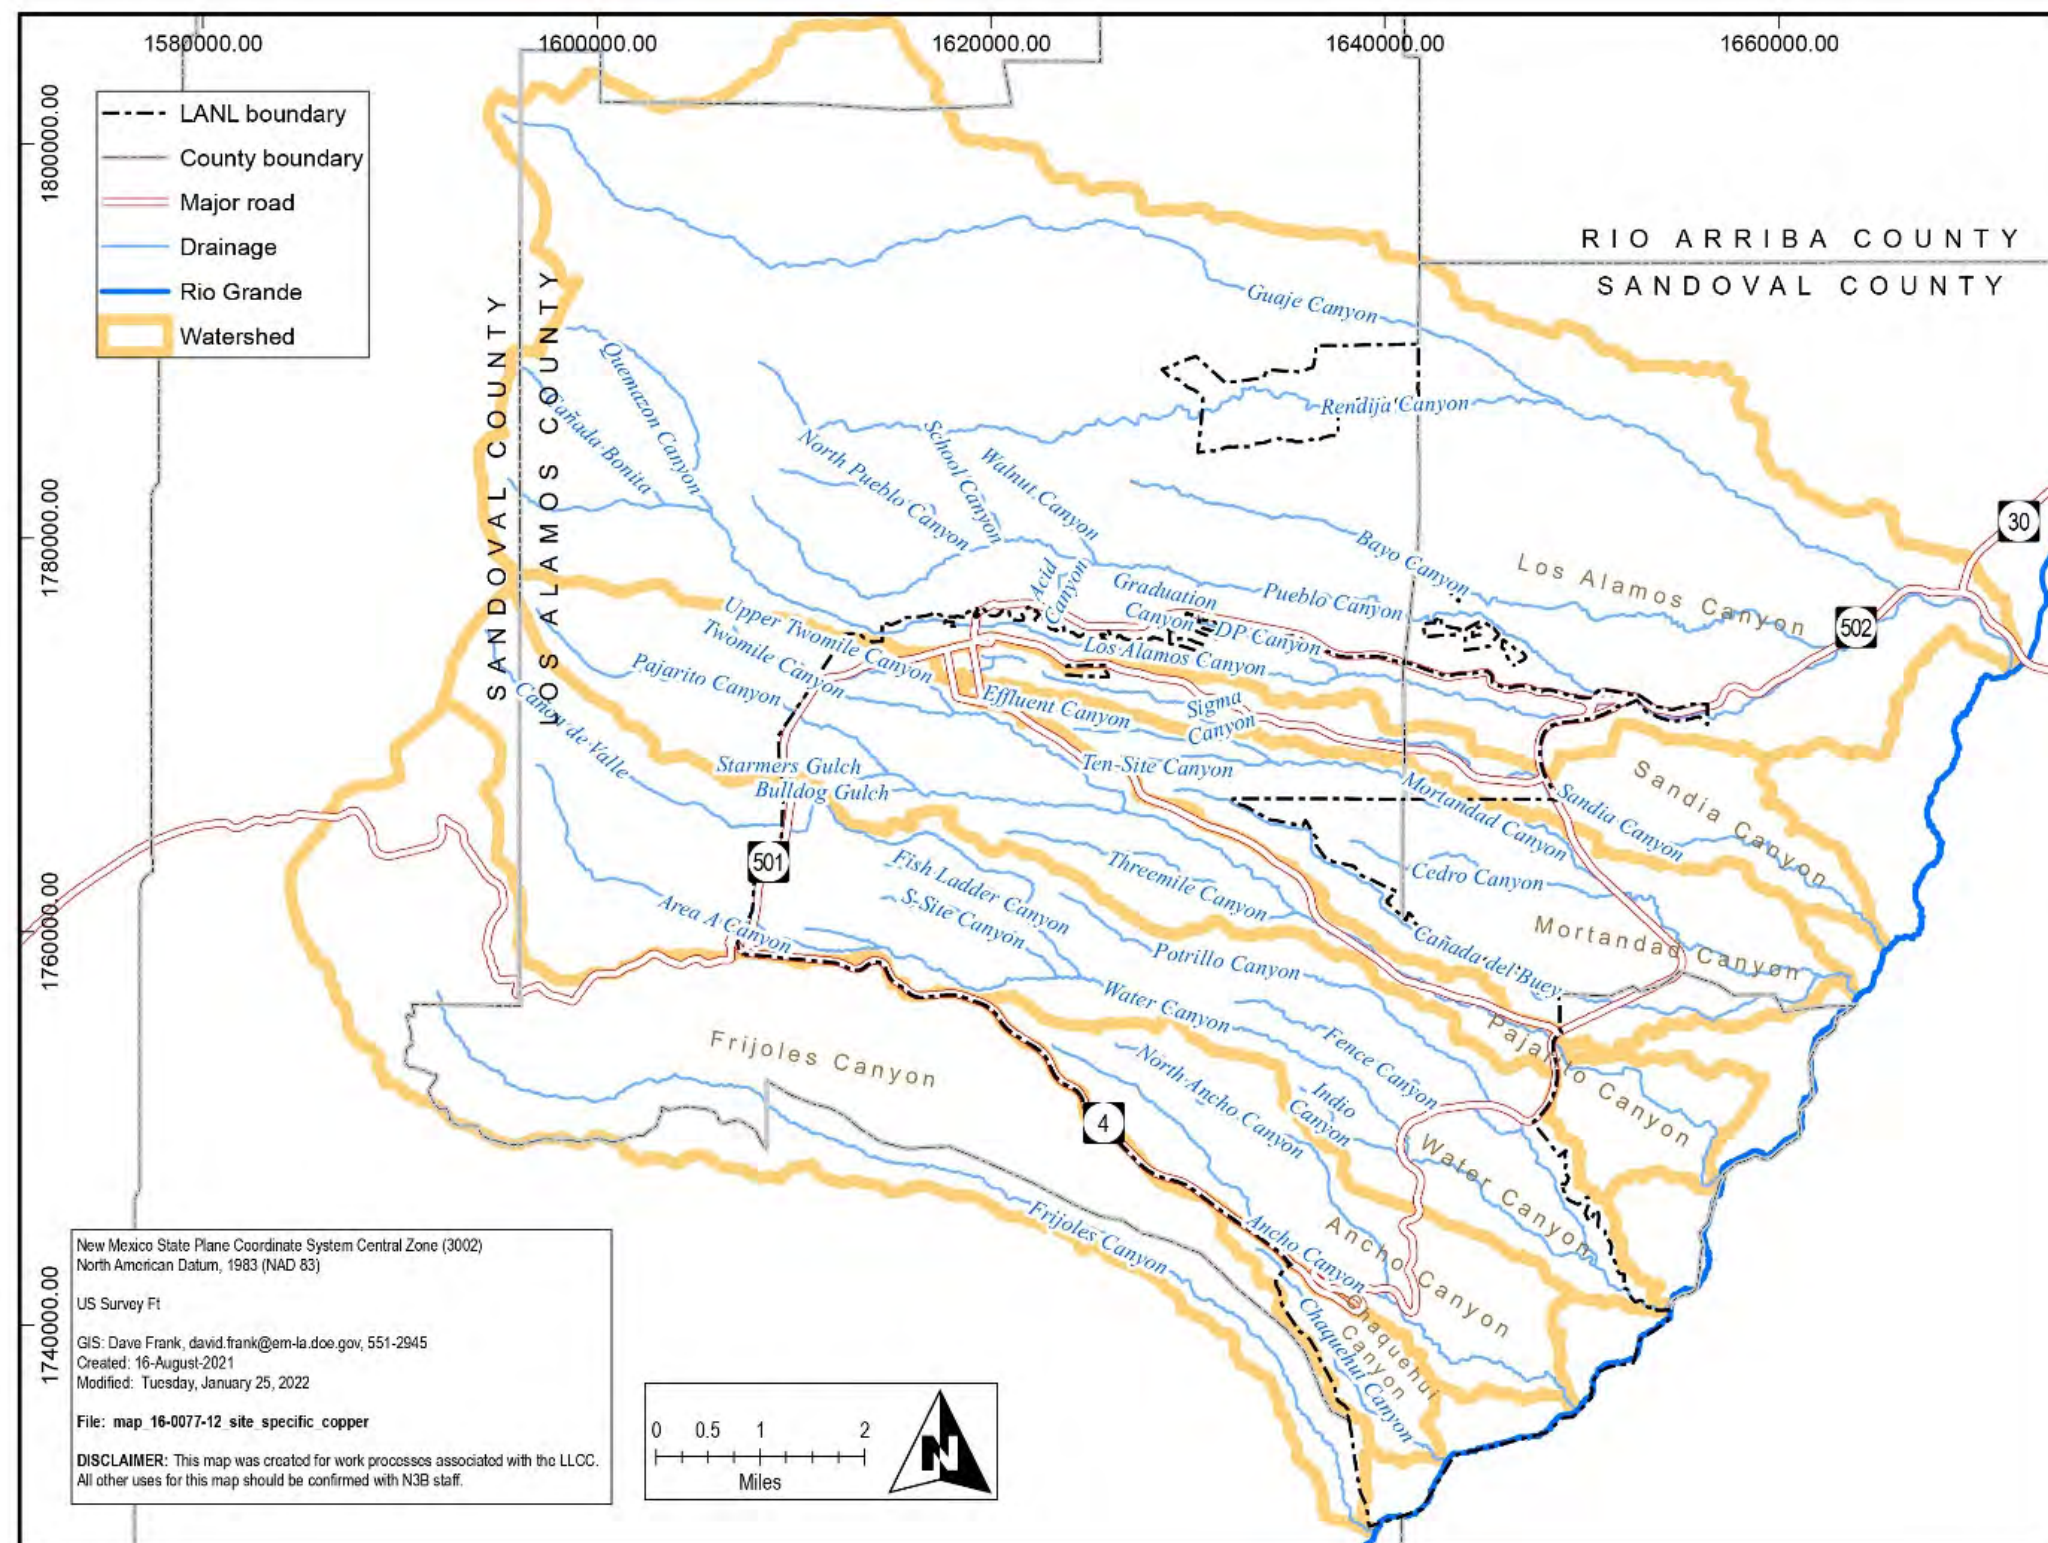 1580000.00
1600000.00
1620000.00
1640000.00
1660000.00
1800000.00
1780000.00
1760000.00
1740000.00
LANL boundary
County boundary
Major road
Drainage
Rio Grande
Watershed
RIO ARRIBA COUNTY
SANDOVAL COUNTY
SANDOVAL COUNTY
LOS ALAMOS COUNTY
Guaje Canyon
Rendija Canyon
Quemazon Canyon
Cañada Bonita
North Pueblo Canyon
School Canyon
Walnut Canyon
Bayo Canyon
Los Alamos Canyon
30
502
Acid
Canyon
Graduation
Canyon
Pueblo Canyon
DP Canyon
Los Alamos Canyon
Upper Twomile Canyon
Twomile Canyon
Pajarito Canyon
Cañon de Valle
Effluent Canyon
Sigma
Canyon
Starmers Gulch
Bulldog Gulch
Ten-Site Canyon
Mortandad Canyon
Sandia Canyon
Sandia Canyon
501
Fish Ladder Canyon
S-Site Canyon
Threemile Canyon
Cedro Canyon
Area A Canyon
Potrillo Canyon
Cañada del Buey
Mortandad Canyon
Water Canyon
Frijoles Canyon
Fence Canyon
Pajarito Canyon
North Ancho Canyon
Indio
Canyon
4
Water Canyon
Frijoles Canyon
Ancho Canyon
Ancho Canyon
Chaquehui
Canyon
Chaquehui Canyon
New Mexico State Plane Coordinate System Central Zone (3002)
North American Datum, 1983 (NAD 83)
US Survey Ft
GIS: Dave Frank, david.frank@em-la.doe.gov, 551-2945
Created: 16-August-2021
Modified: Tuesday, January 25, 2022
File: map_16-0077-12_site_specific_copper
DISCLAIMER: This map was created for work processes associated with the LLCC.
All other uses for this map should be confirmed with N3B staff.
0 0.5 1 2
Miles
N